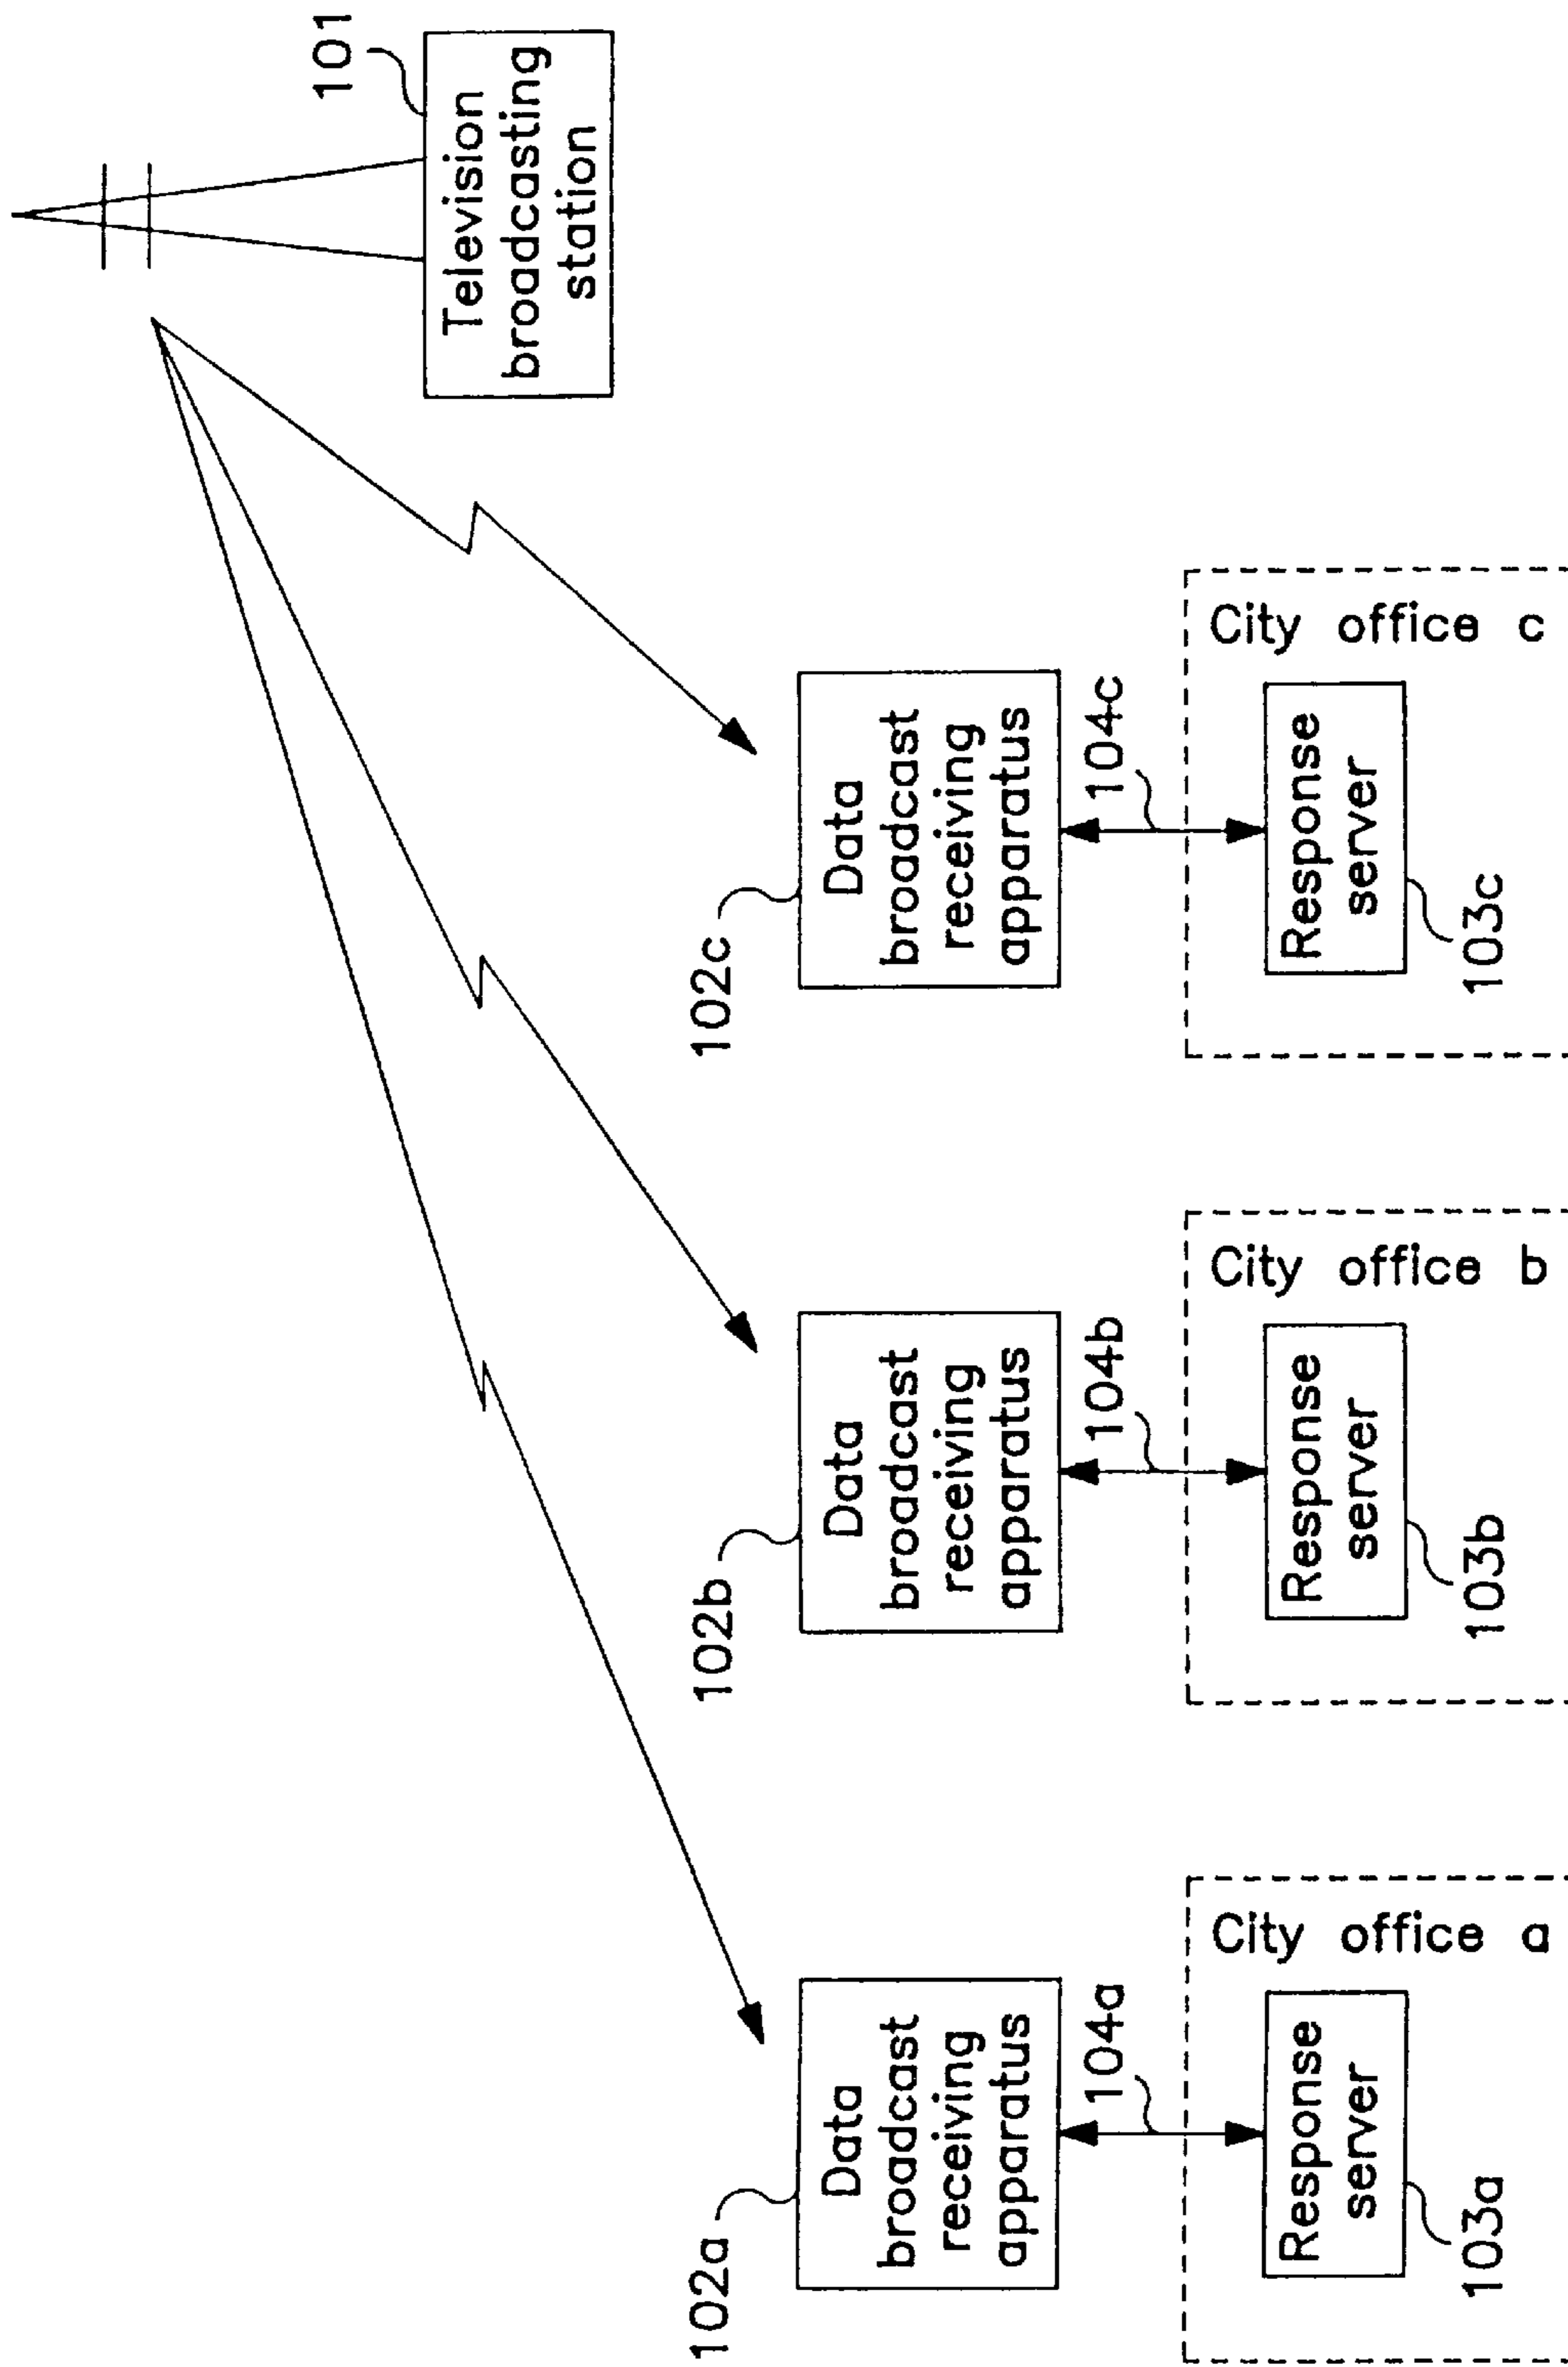 101
Television
broadcasting
station
102a
Data
broadcast
receiving
apparatus
102b
Data
broadcast
receiving
apparatus
102c
Data
broadcast
receiving
apparatus
104a
104b
104c
City office a
Response
server
103a
City office b
Response
server
103b
City office c
Response
server
103c